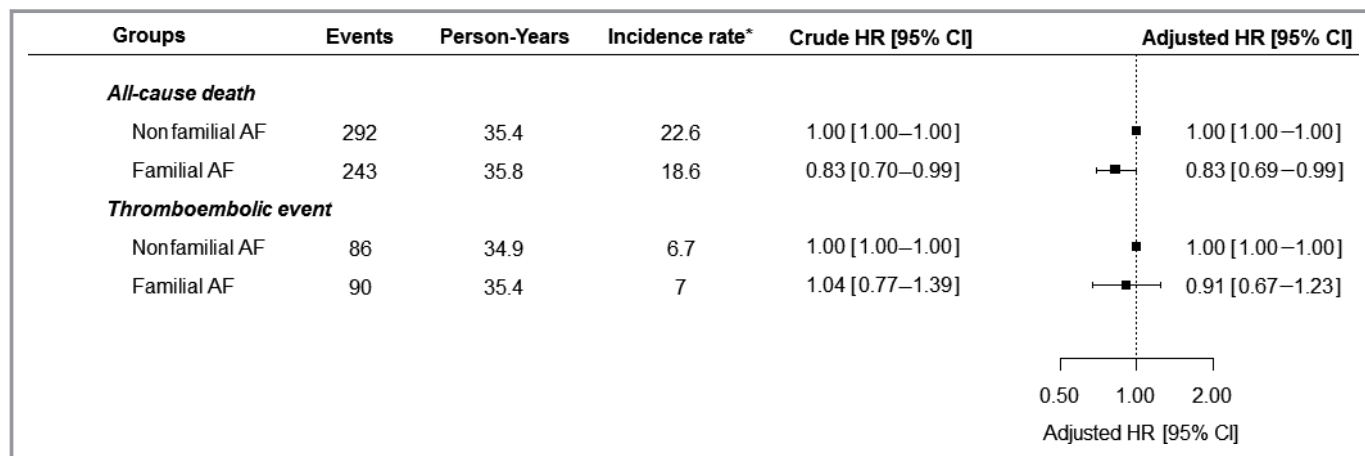 Groups Events Person-Years Incidence rate* Crude HR [95% CI] Adjusted HR [95% CI]
All-cause death
Nonfamilial AF 292 35.4 22.6 1.00 [1.00–1.00] 1.00 [1.00–1.00]
Familial AF 243 35.8 18.6 0.83 [0.70–0.99] 0.83 [0.69–0.99]
Thromboembolic event
Nonfamilial AF 86 34.9 6.7 1.00 [1.00–1.00] 1.00 [1.00–1.00]
Familial AF 90 35.4 7 1.04 [0.77–1.39] 0.91 [0.67–1.23]
0.50 1.00 2.00
Adjusted HR [95% CI]